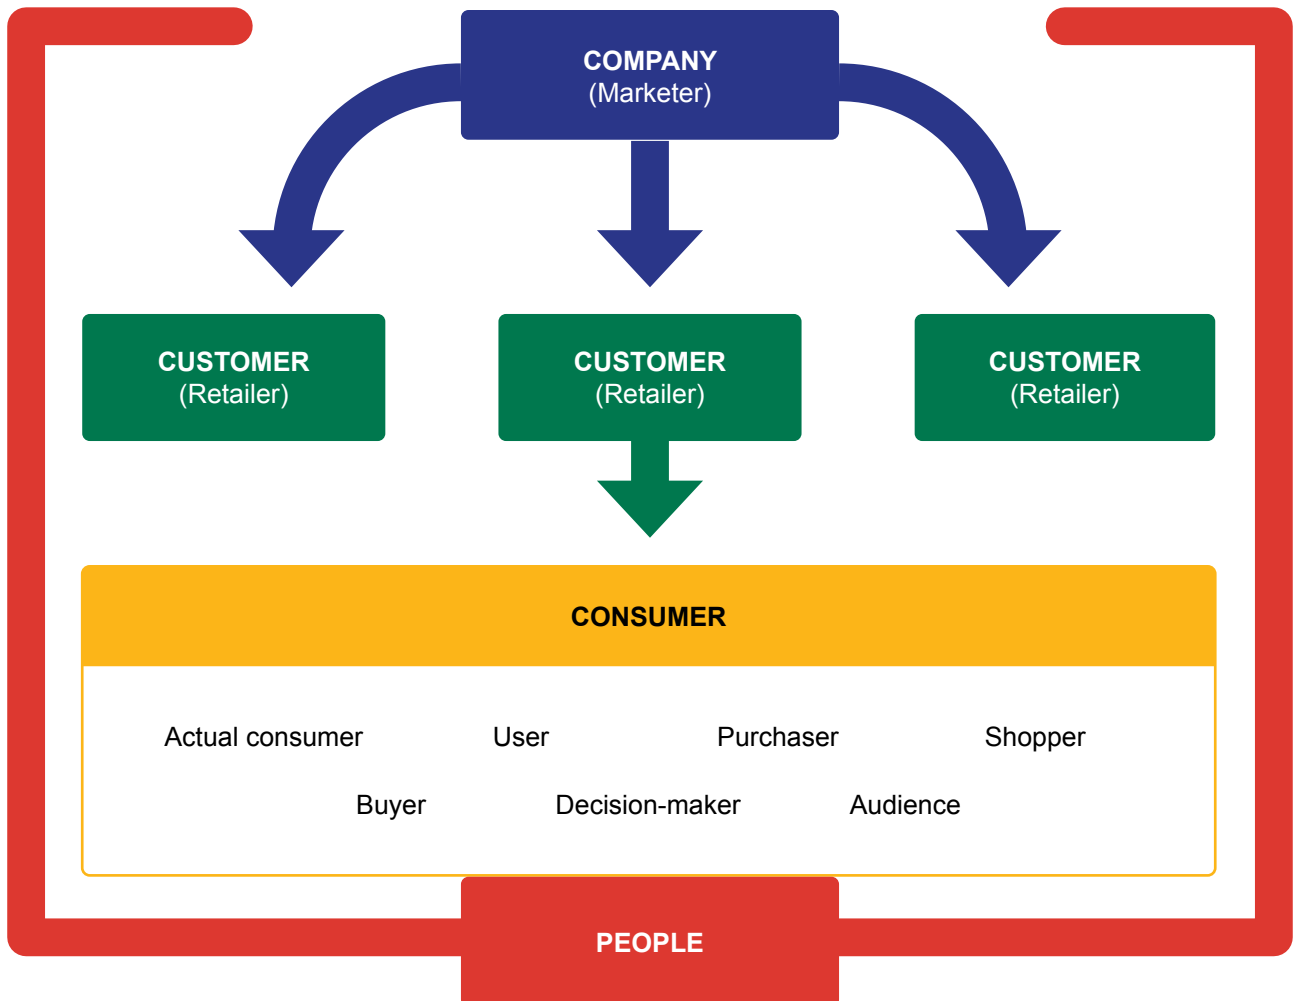 COMPANY
(Marketer)
CUSTOMER
(Retailer)
CUSTOMER
(Retailer)
CUSTOMER
(Retailer)
CONSUMER
Actual consumer User Purchaser Shopper
Buyer Decision-maker Audience
PEOPLE